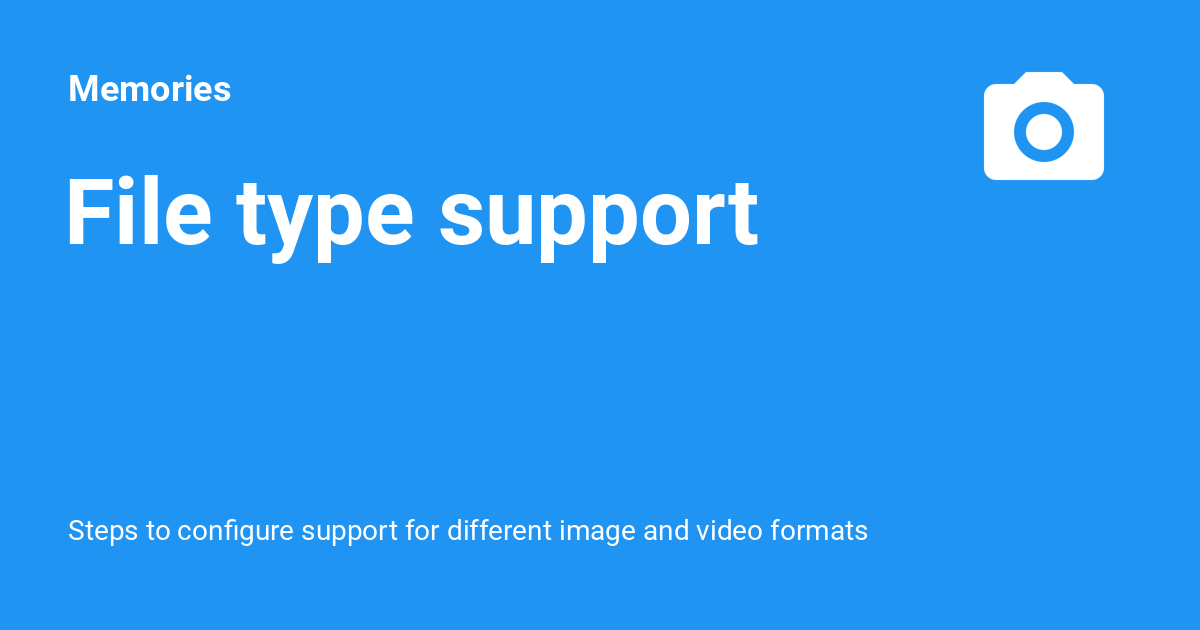 Memories
File type support
Steps to configure support for different image and video formats